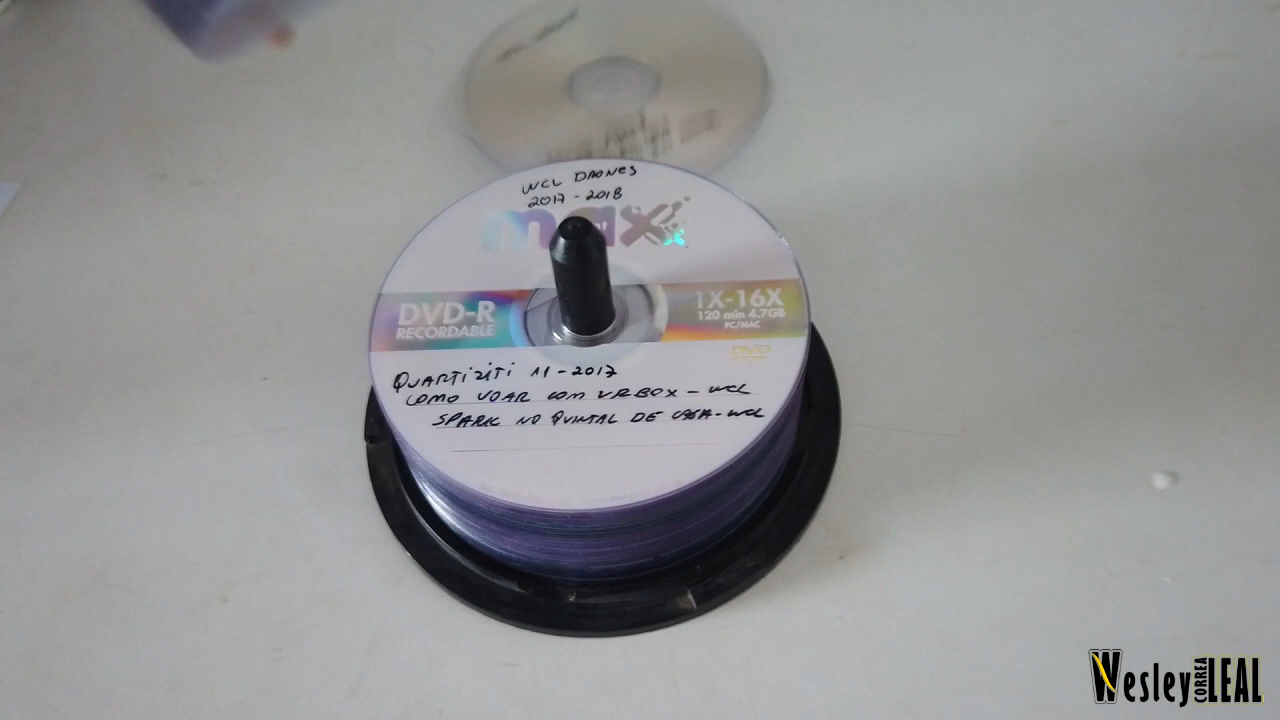 WCL DRONES
2017 - 2018
max
DVD-R
RECORDABLE
1X-16X
120 min 4.7GB
PC/MAC
DVD
QUARTIZITI 11-2017
COMO VOAR COM VRBOX - WCL
SPARK NO QUINTAL DE CASA - WCL
Wesley CORREA LEAL